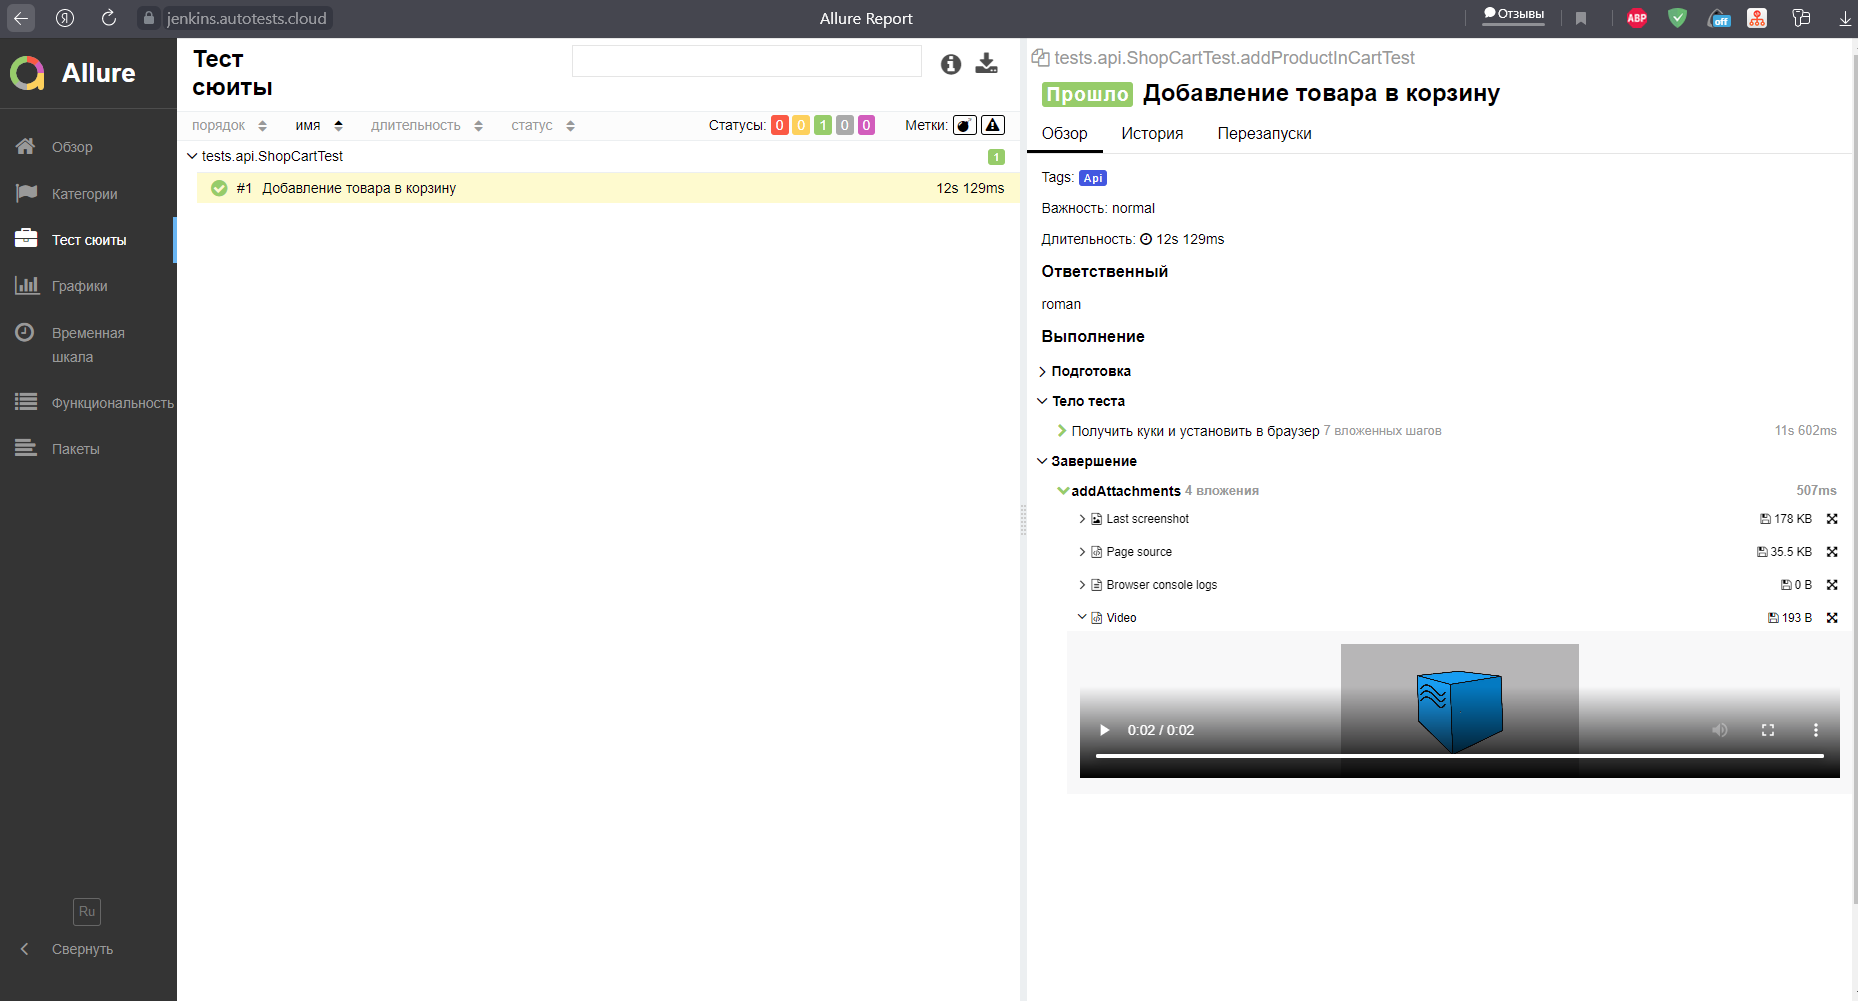 jenkins.autotests.cloud
Allure Report
Отзывы
ABP
off
Allure
Обзор
Категории
Тест сюиты
Графики
Временная
шкала
Функциональность
Пакеты
Ru
Свернуть
Тест
сюиты
порядок имя длительность статус Статусы: 0 0 1 0 0 Метки:
tests.api.ShopCartTest 1
#1 Добавление товара в корзину 12s 129ms
tests.api.ShopCartTest.addProductInCartTest
Прошло Добавление товара в корзину
Обзор История Перезапуски
Tags: Api
Важность: normal
Длительность: 12s 129ms
Ответственный
roman
Выполнение
Подготовка
Тело теста
Получить куки и установить в браузер 7 вложенных шагов 11s 602ms
Завершение
addAttachments 4 вложения 507ms
Last screenshot 178 KB
Page source 35.5 KB
Browser console logs 0 B
Video 193 B
0:02 / 0:02